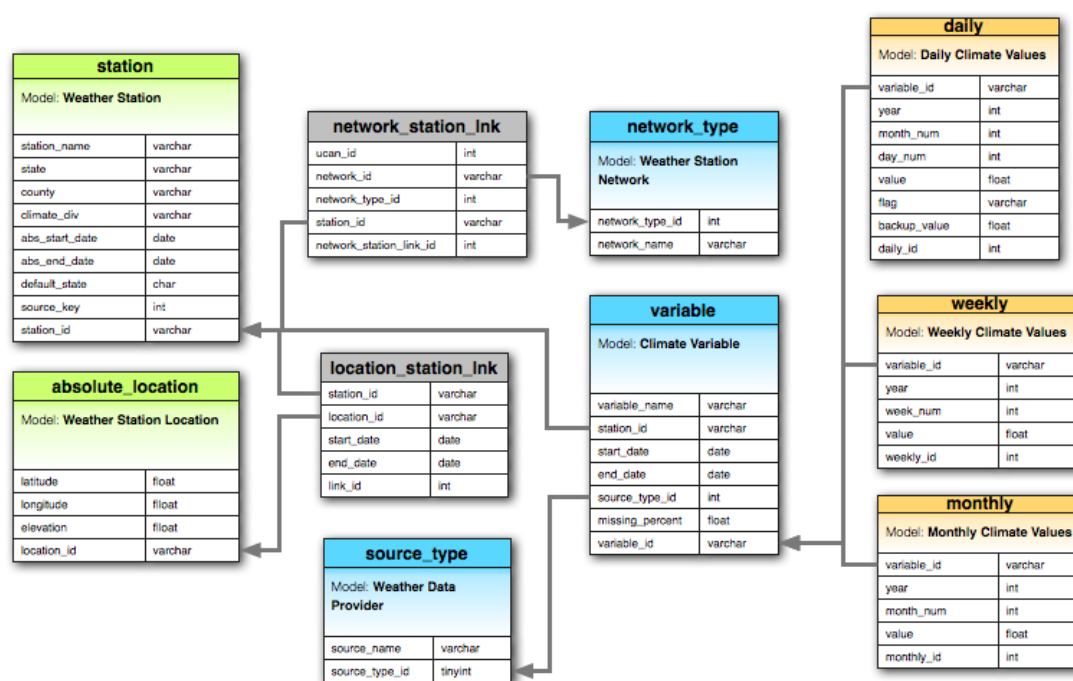 station
Model: Weather Station
station_name varchar
state varchar
county varchar
climate_div varchar
abs_start_date date
abs_end_date date
default_state char
source_key int
station_id varchar
absolute_location
Model: Weather Station Location
latitude float
longitude float
elevation float
location_id varchar
network_station_lnk
ucan_id int
network_id varchar
network_type_id int
station_id varchar
network_station_link_id int
location_station_lnk
station_id varchar
location_id varchar
start_date date
end_date date
link_id int
source_type
Model: Weather Data
Provider
source_name varchar
source_type_id tinyint
network_type
Model: Weather Station
Network
network_type_id int
network_name varchar
variable
Model: Climate Variable
variable_name varchar
station_id varchar
start_date date
end_date date
source_type_id int
missing_percent float
variable_id varchar
daily
Model: Daily Climate Values
variable_id varchar
year int
month_num int
day_num int
value float
flag varchar
backup_value float
daily_id int
weekly
Model: Weekly Climate Values
variable_id varchar
year int
week_num int
value float
weekly_id int
monthly
Model: Monthly Climate Values
variable_id varchar
year int
month_num int
value float
monthly_id int